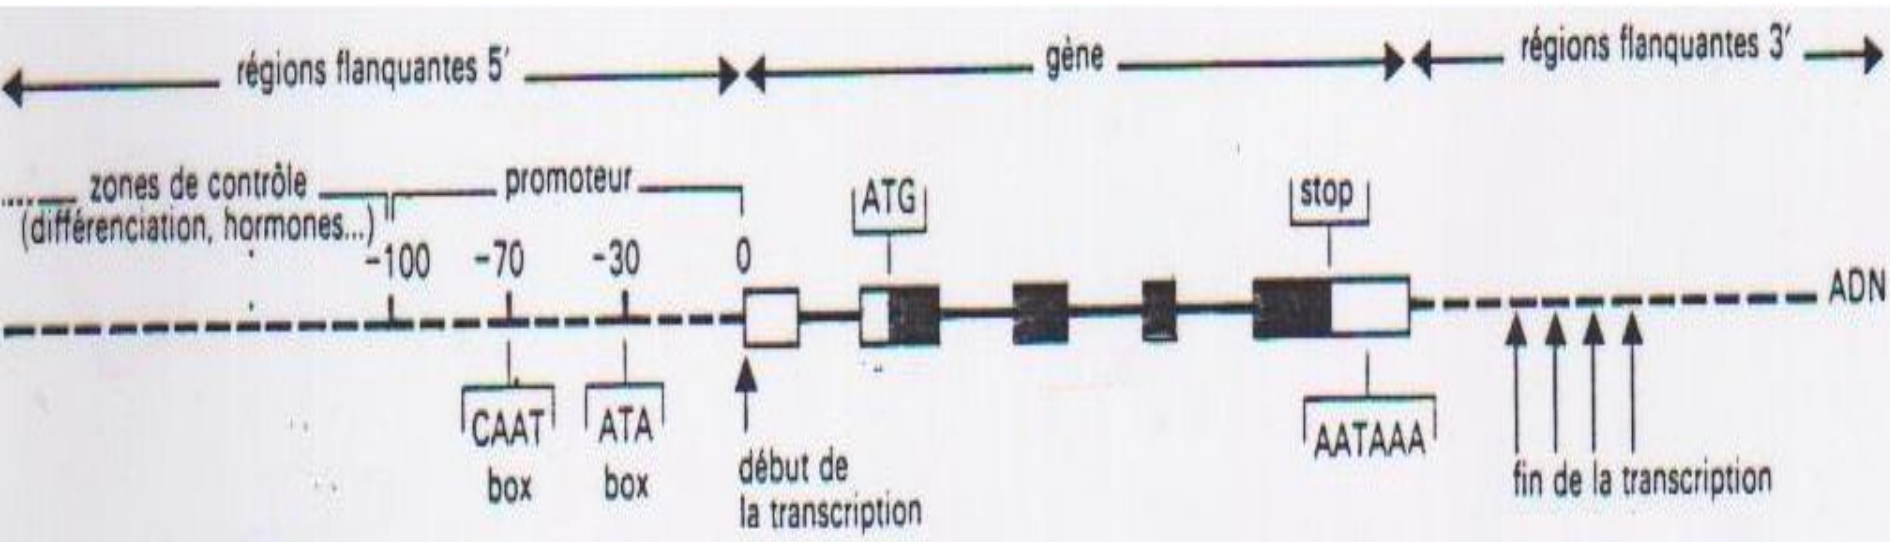 régions flanquantes 5'
gène
régions flanquantes 3'
zones de contrôle
(différenciation, hormones...)
promoteur
ATG
stop
-100
-70
-30
0
ADN
CAAT
box
ATA
box
début de
la transcription
AATAAA
fin de la transcription